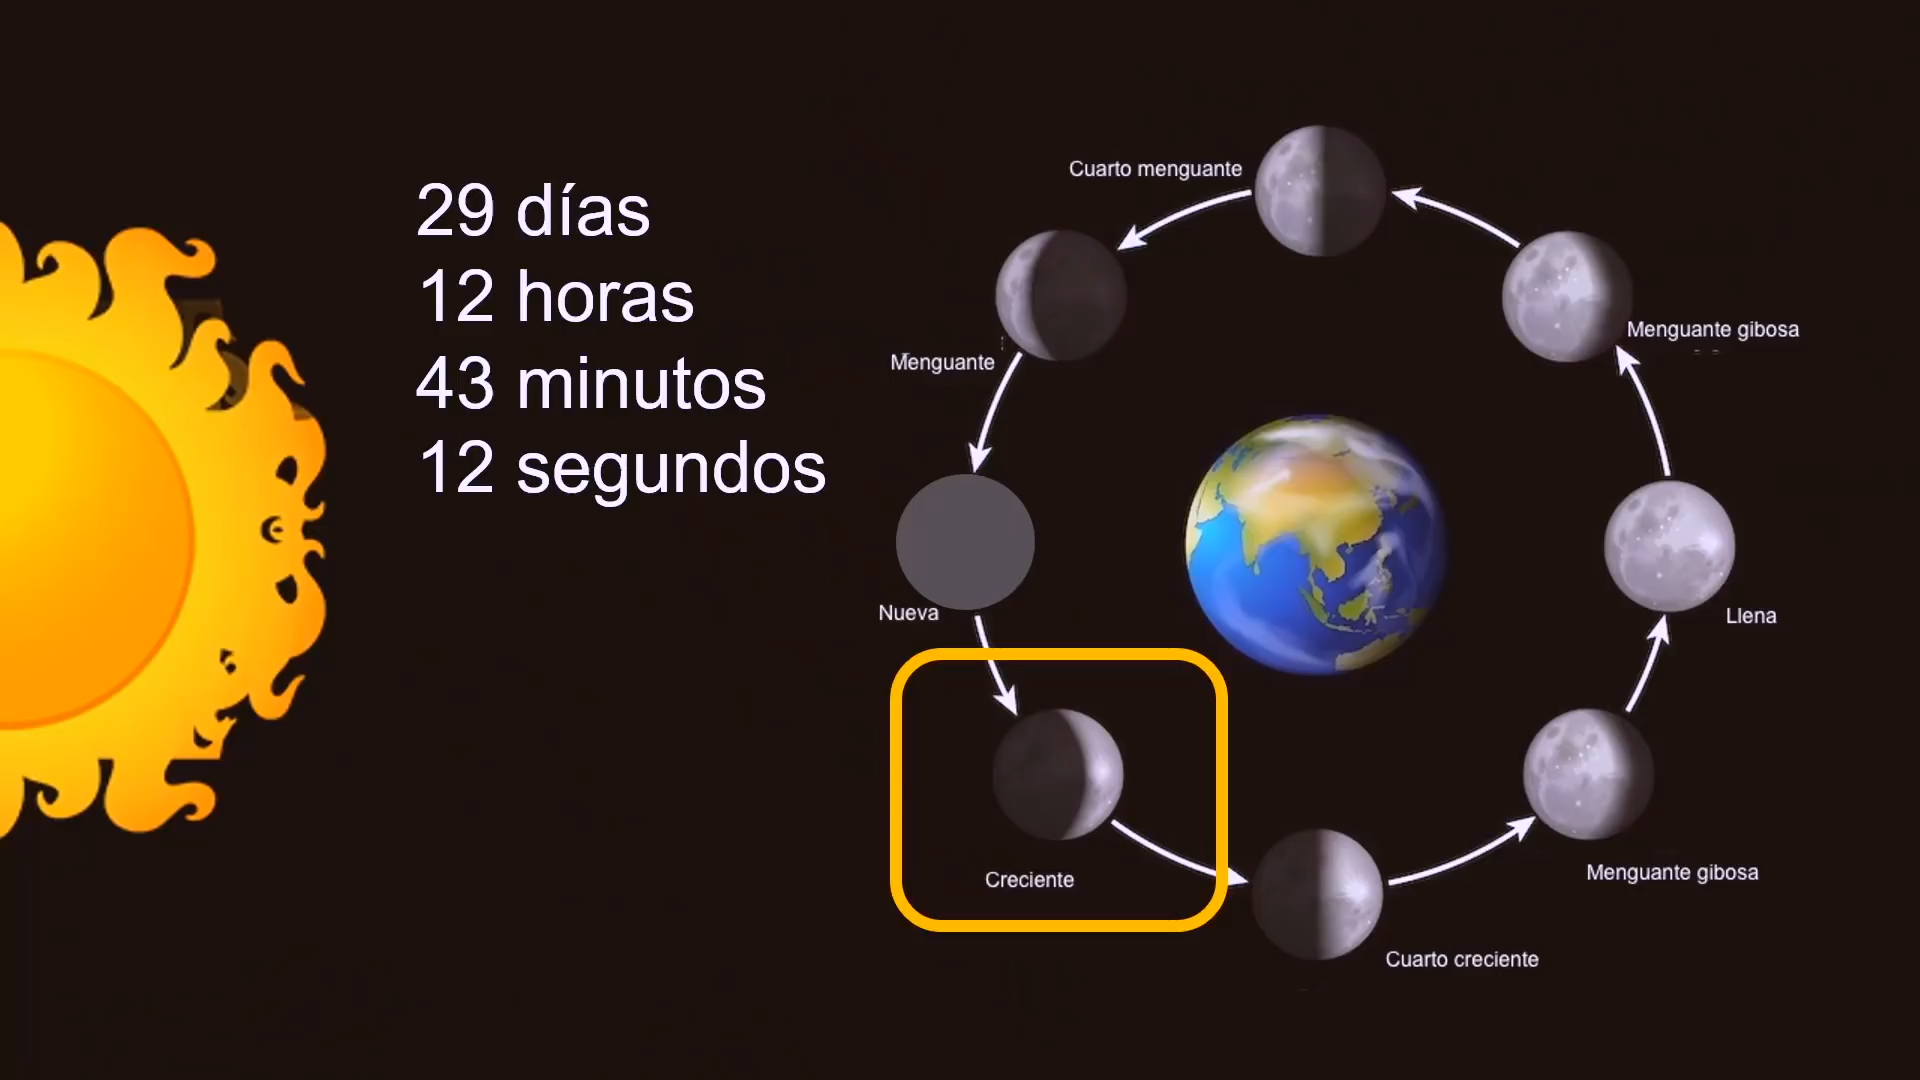 29 días
12 horas
43 minutos
12 segundos
Cuarto menguante
Menguante gibosa
Menguante
Nueva
Llena
Creciente
Menguante gibosa
Cuarto creciente